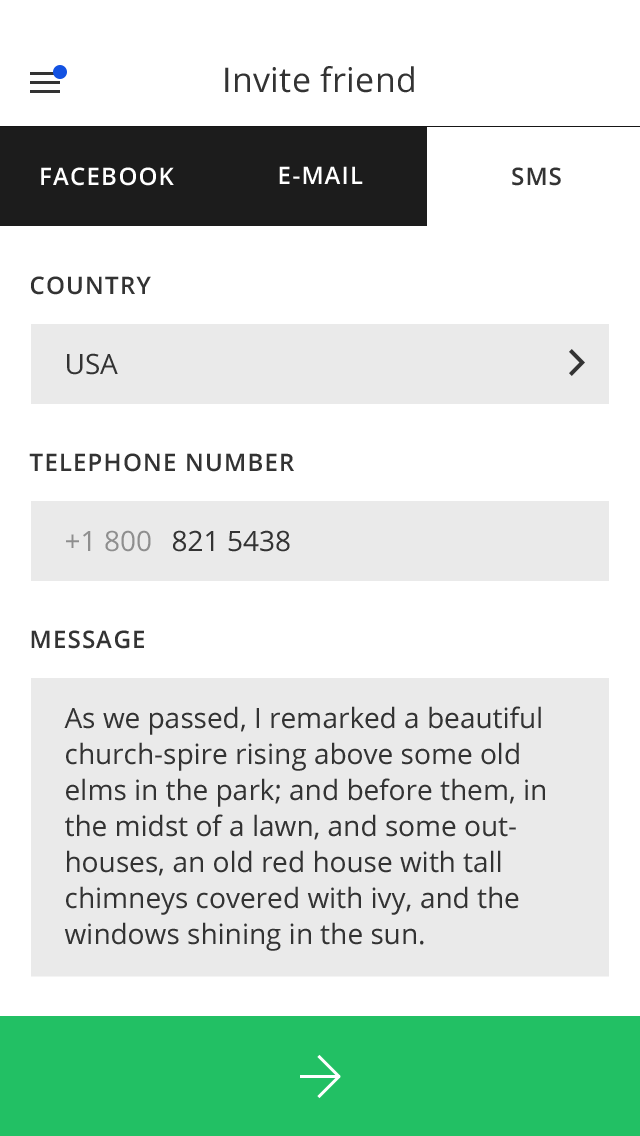 Invite friend
FACEBOOK E-MAIL SMS
COUNTRY
USA
TELEPHONE NUMBER
+1 800 821 5438
MESSAGE
As we passed, I remarked a beautiful
church-spire rising above some old
elms in the park; and before them, in
the midst of a lawn, and some out-
houses, an old red house with tall
chimneys covered with ivy, and the
windows shining in the sun.